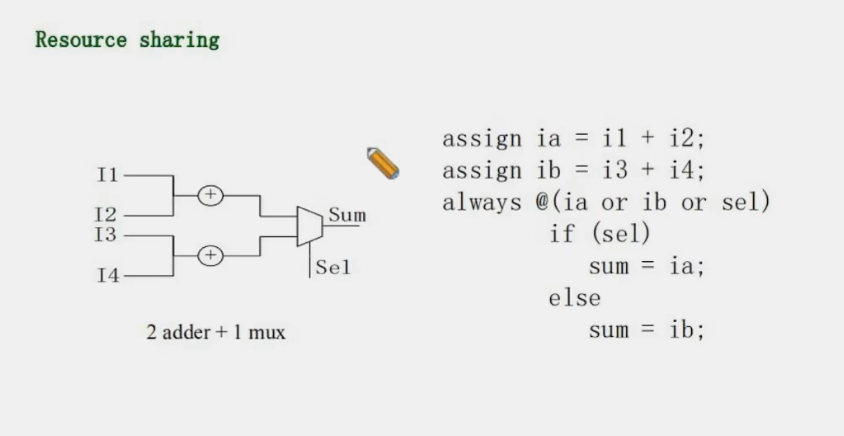 Resource sharing
I1
I2
I3
I4
+
+
Sum
Sel
2 adder + 1 mux
assign ia = i1 + i2;
assign ib = i3 + i4;
always @(ia or ib or sel)
if (sel)
sum = ia;
else
sum = ib;